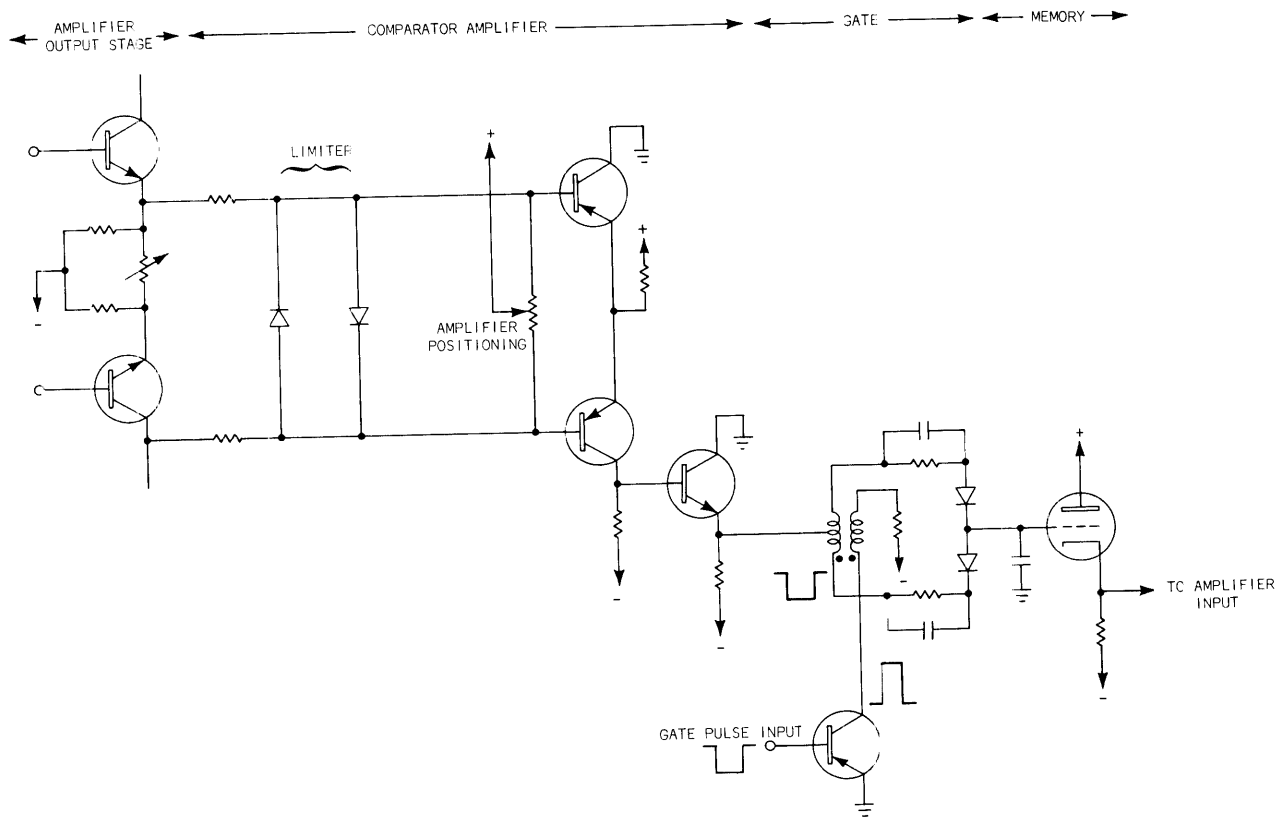 AMPLIFIER
OUTPUT STAGE
COMPARATOR AMPLIFIER
GATE
MEMORY
LIMITER
+
+
-
AMPLIFIER
POSITIONING
+
-
-
-
TO AMPLIFIER
INPUT
-
GATE PULSE INPUT